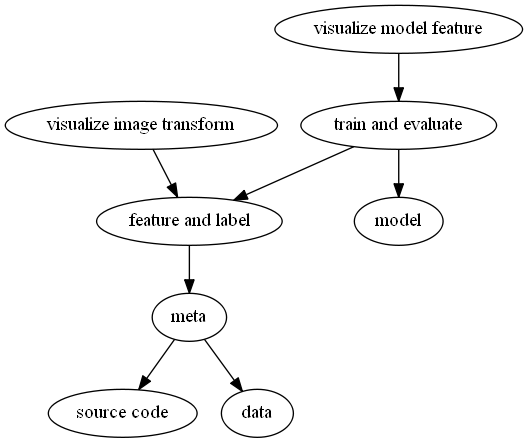 visualize model feature
visualize image transform
train and evaluate
feature and label
model
meta
source code
data